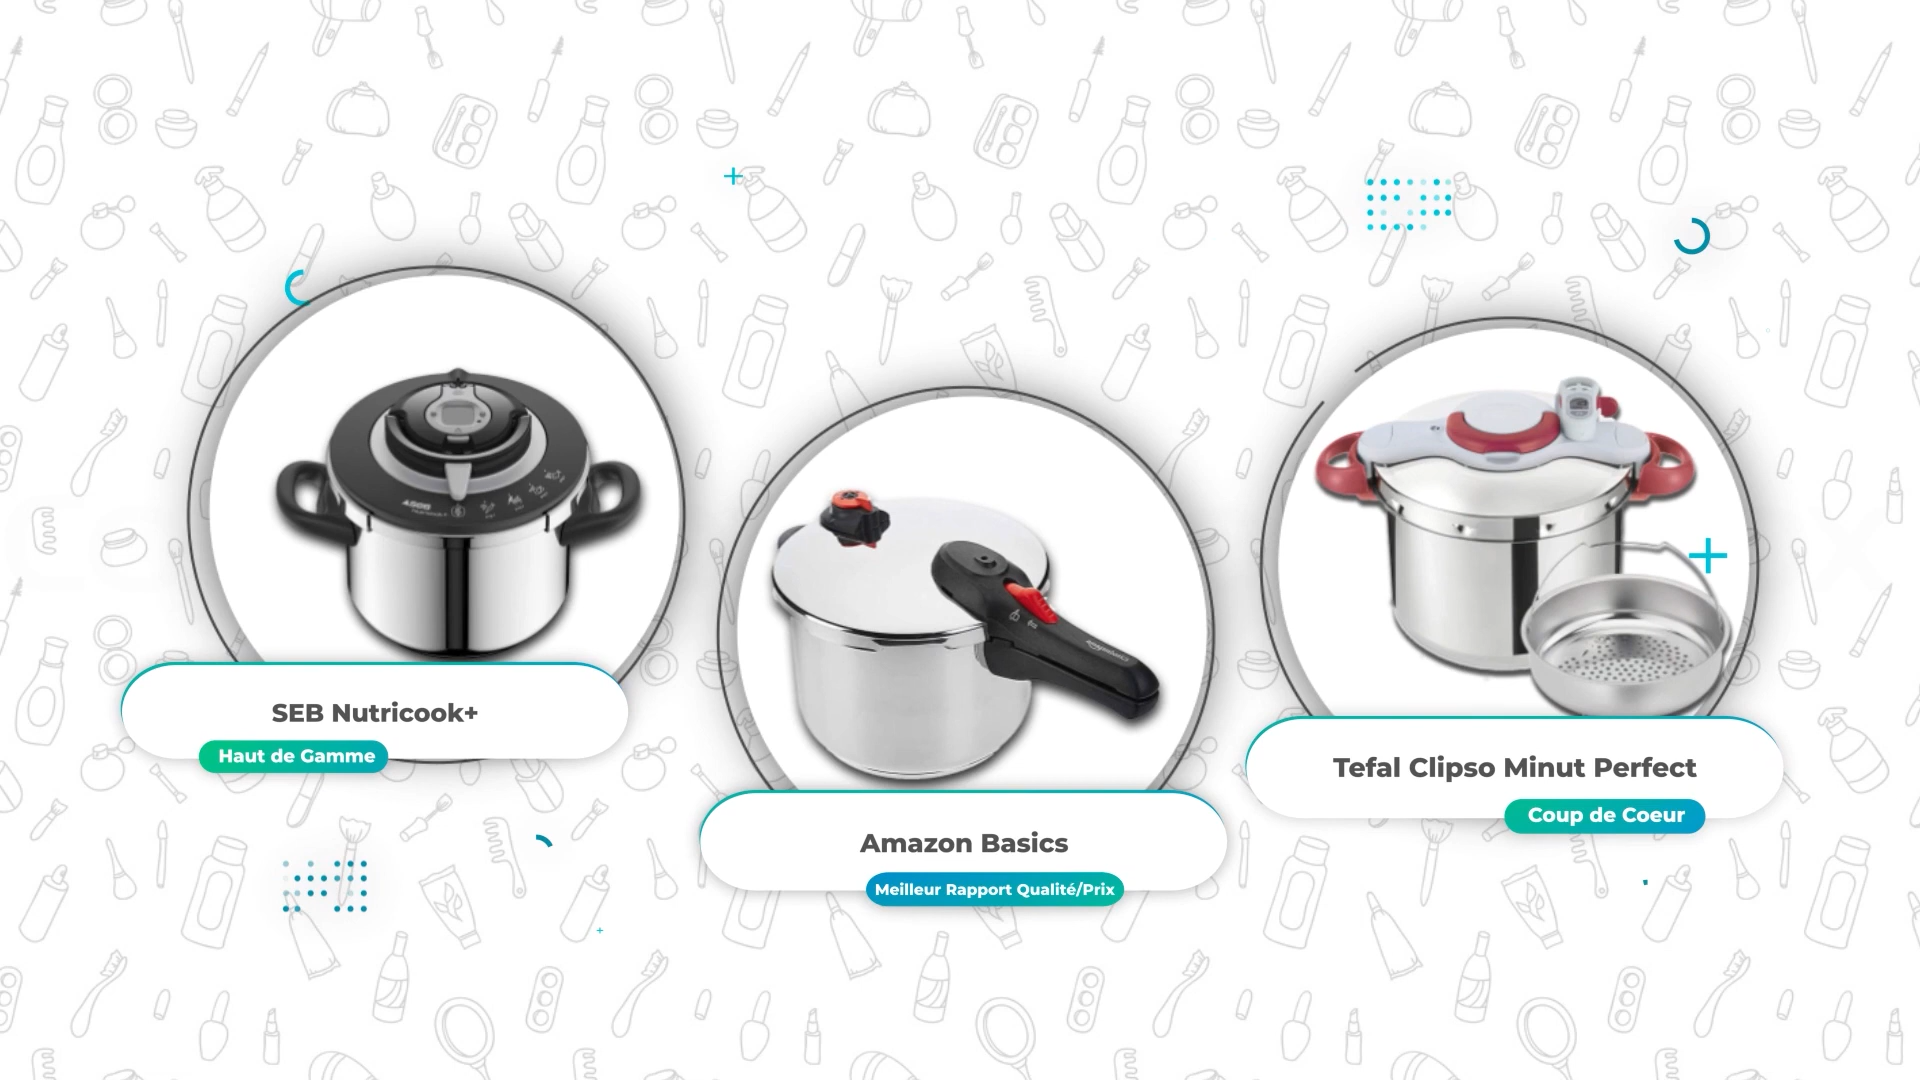 SEB Nutricook+
Haut de Gamme
Amazon Basics
Meilleur Rapport Qualité/Prix
Tefal Clipso Minut Perfect
Coup de Coeur